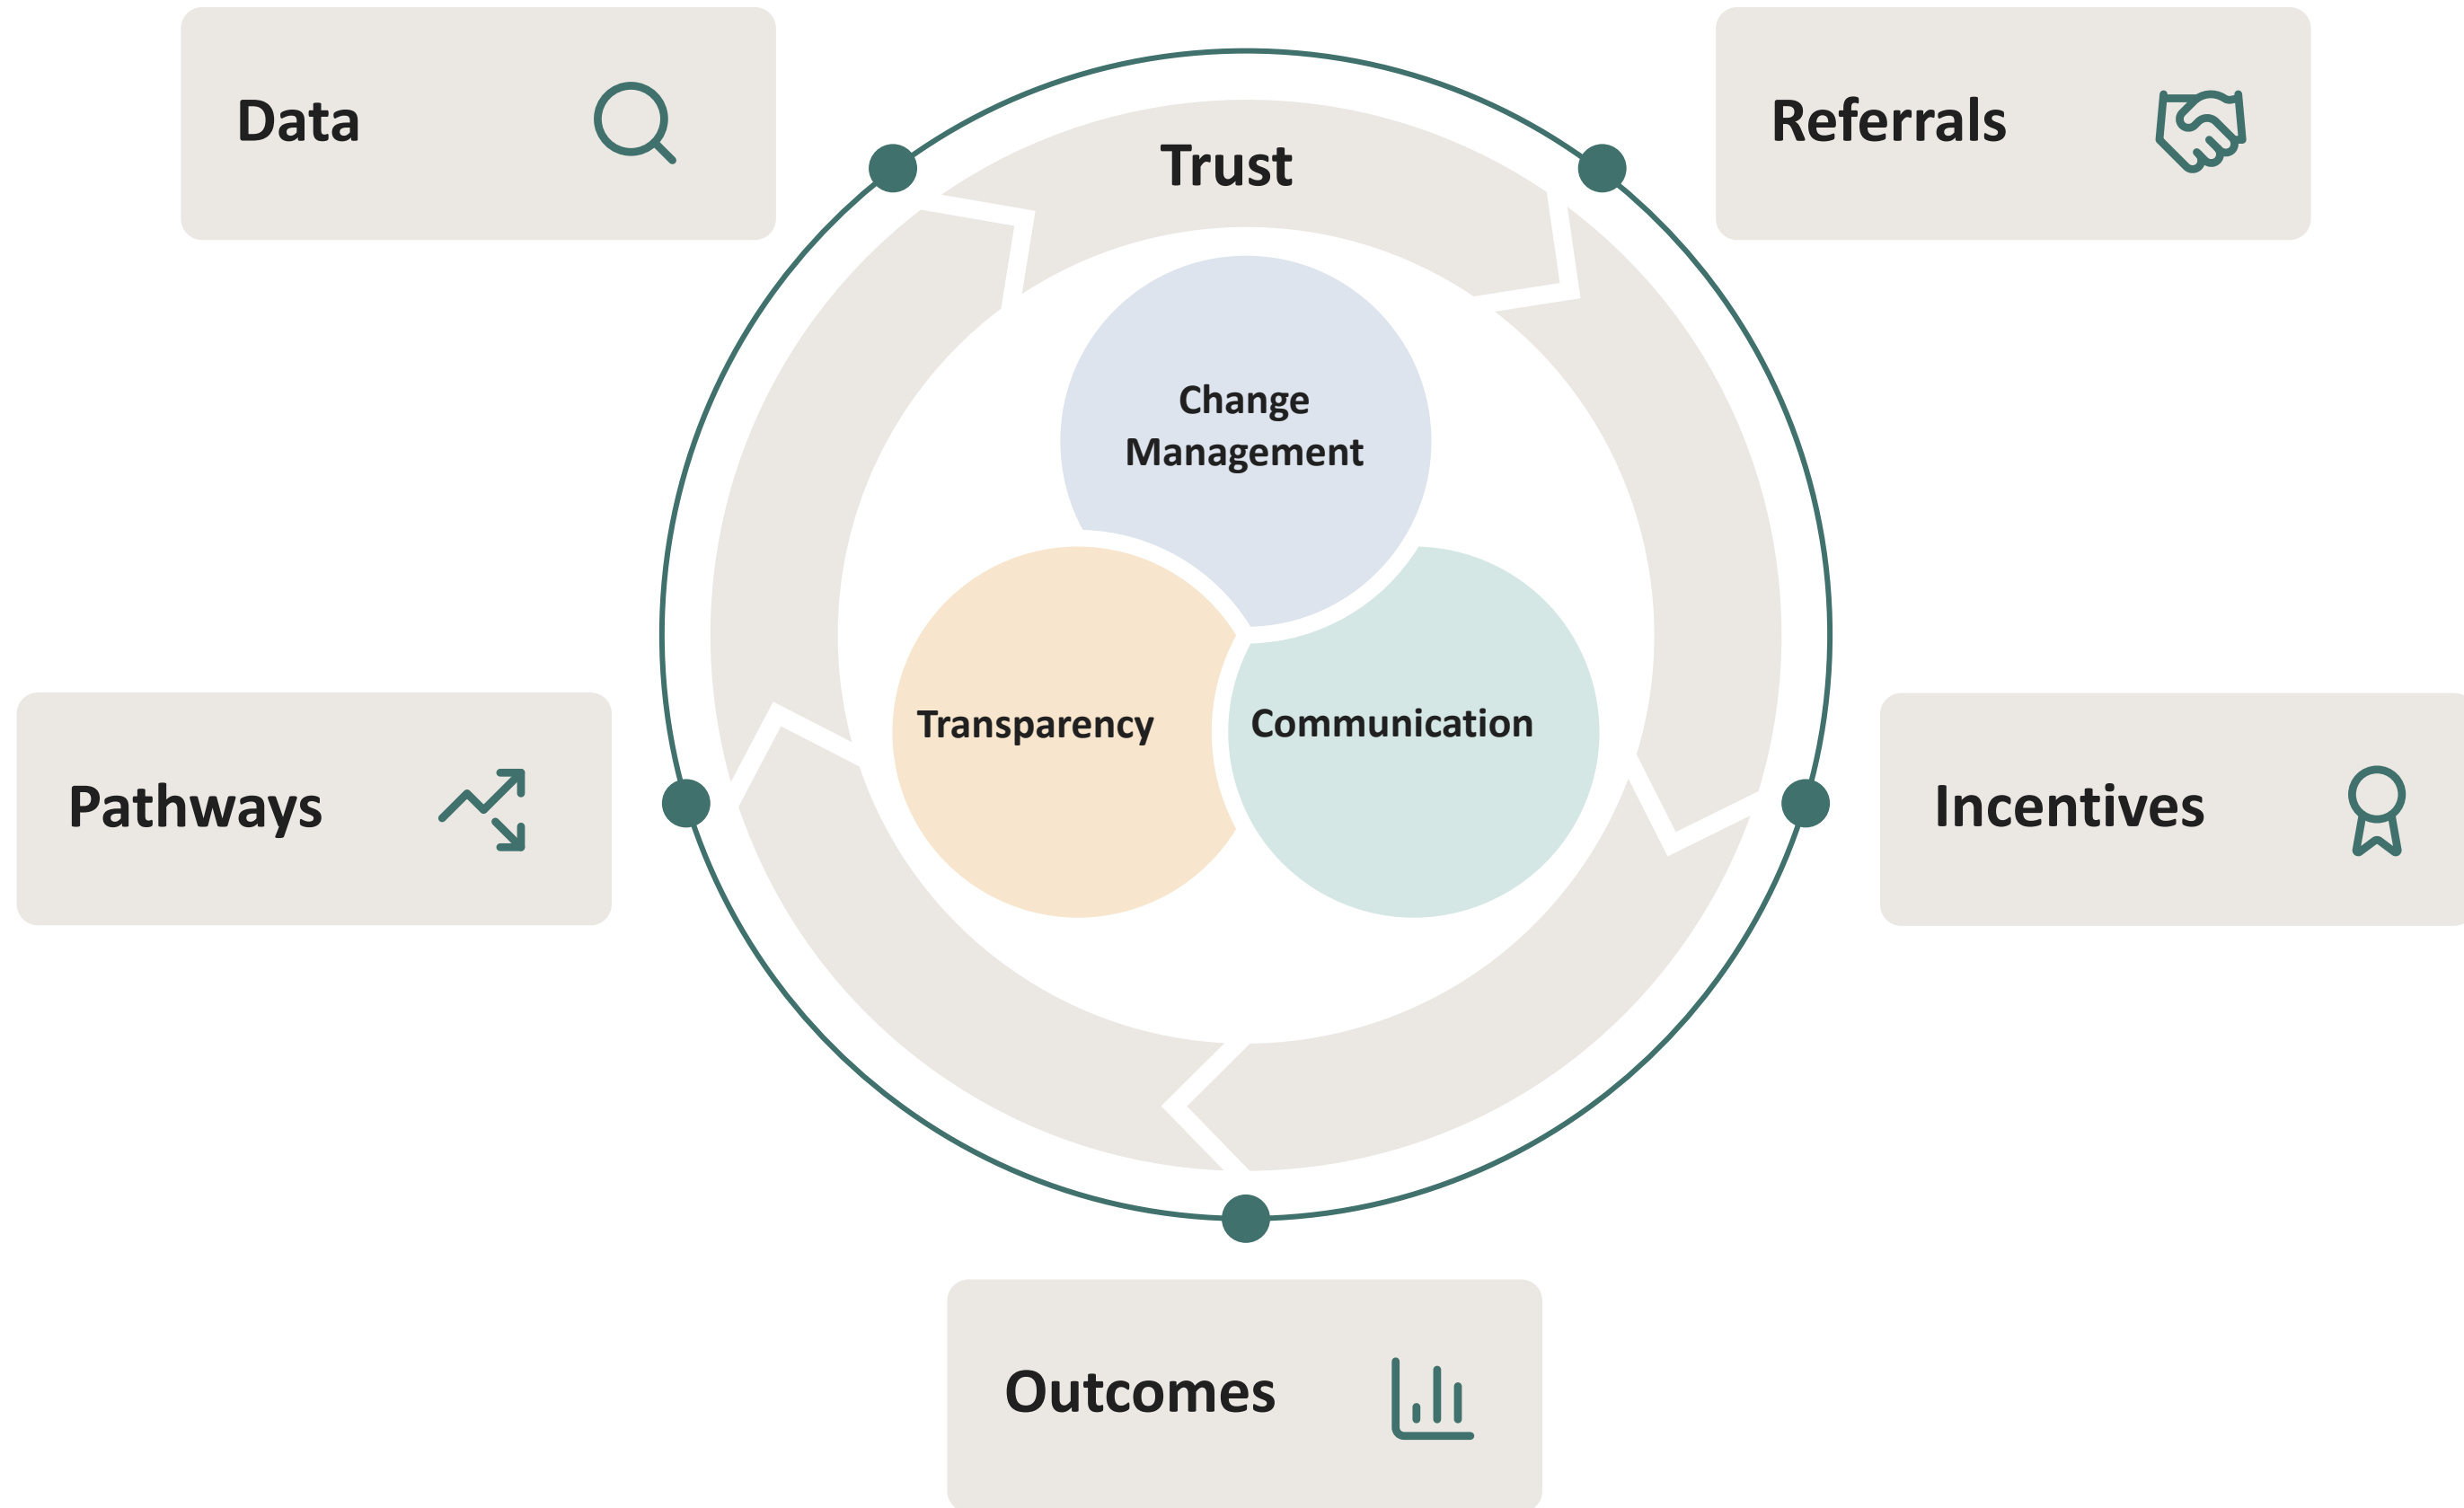 Data
Referrals
Trust
Change
Management
Transparency
Communication
Pathways
Incentives
Outcomes